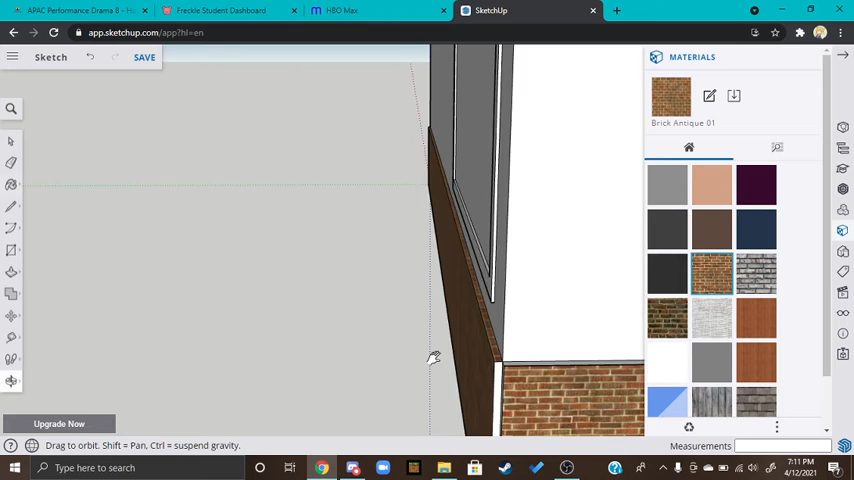 APAC Performance Drama 8 - H
Freckle Student Dashboard
HBO Max
SketchUp
app.sketchup.com/app?hl=en
Sketch
SAVE
MATERIALS
Brick Antique 01
Upgrade Now
Drag to orbit. Shift = Pan, Ctrl = suspend gravity.
Measurements
Type here to search
7:11 PM
4/12/2021